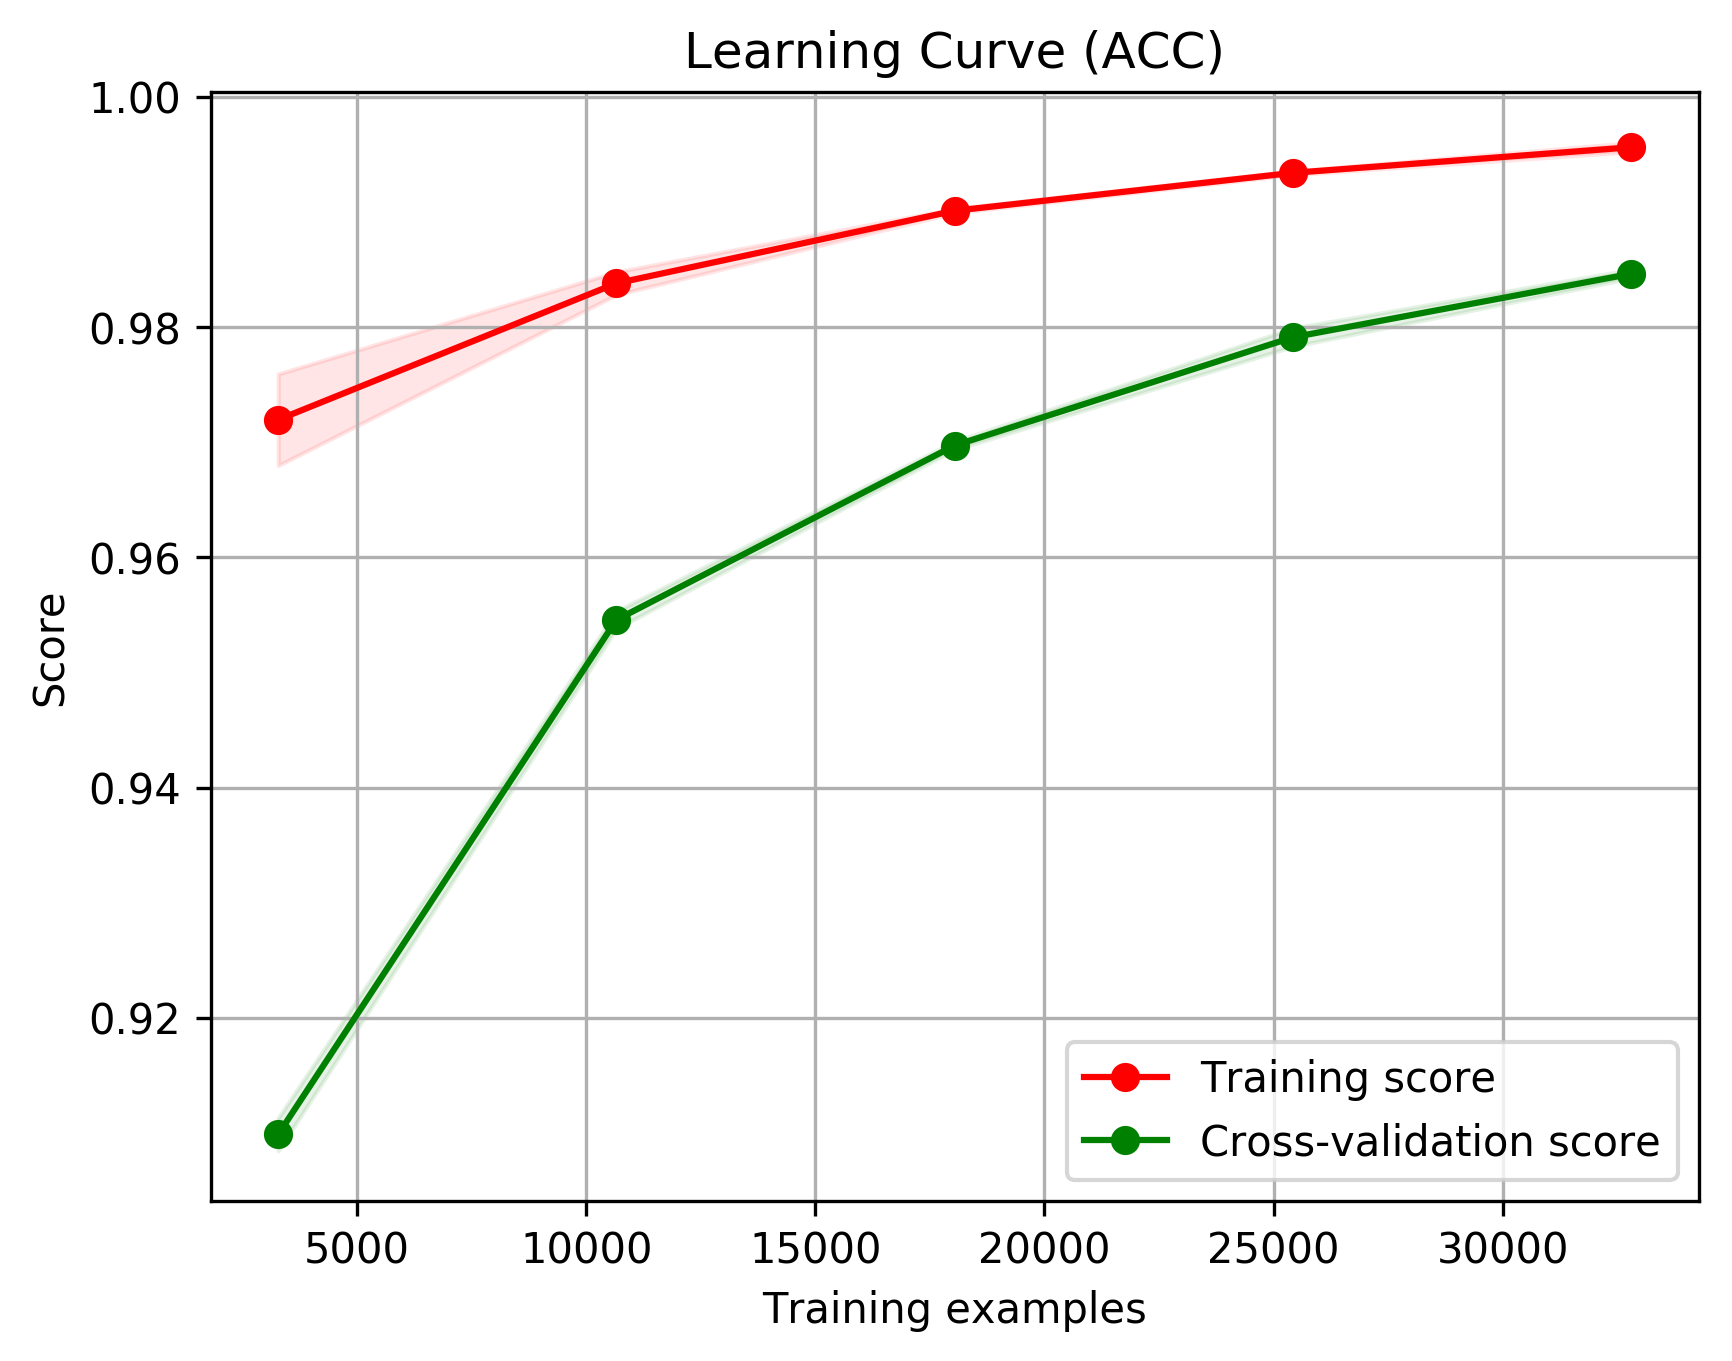 Learning Curve (ACC)
1.00
0.98
0.96
0.94
0.92
Score
Training score
Cross-validation score
5000 10000 15000 20000 25000 30000
Training examples